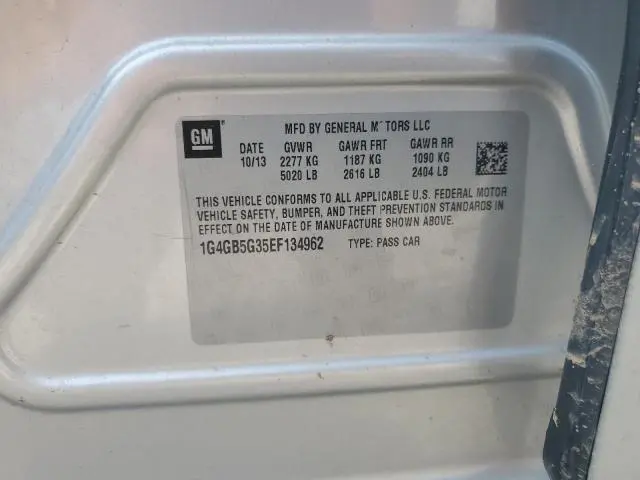 GM
MFD BY GENERAL M TORS LLC
DATE GVWR GAWR FRT GAWR RR
10/13 2277 KG 1187 KG 1090 KG
5020 LB 2616 LB 2404 LB
THIS VEHICLE CONFORMS TO ALL APPLICABLE U.S. FEDERAL MOTOR
VEHICLE SAFETY, BUMPER, AND THEFT PREVENTION STANDARDS IN
EFFECT ON THE DATE OF MANUFACTURE SHOWN ABOVE.
1G4GB5G35EF134962 TYPE: PASS CAR